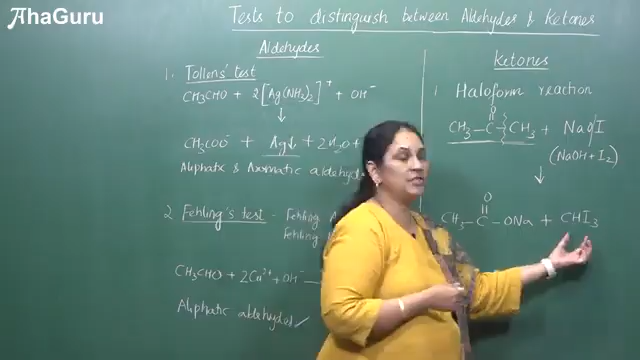 AhaGuru
Tests to distinguish between Aldehydes & Ketones
Aldehydes
1. Tollens' test
CH₃CHO + 2[Ag(NH₃)₂]⁺ + OH⁻
↓
CH₃COO⁻ + Ag↓ + 2H₂O +
Aliphatic & Aromatic aldehyd
2 Fehling's test - Fehling
Fehling
CH₃CHO + 2Cu²⁺ + OH⁻
Aliphatic aldehydes ✓
Ketones
1 Haloform reaction
O
CH₃-C-CH₃ + NaOI
(NaOH + I₂)
↓
O
CH₃-C-ONa + CHI₃